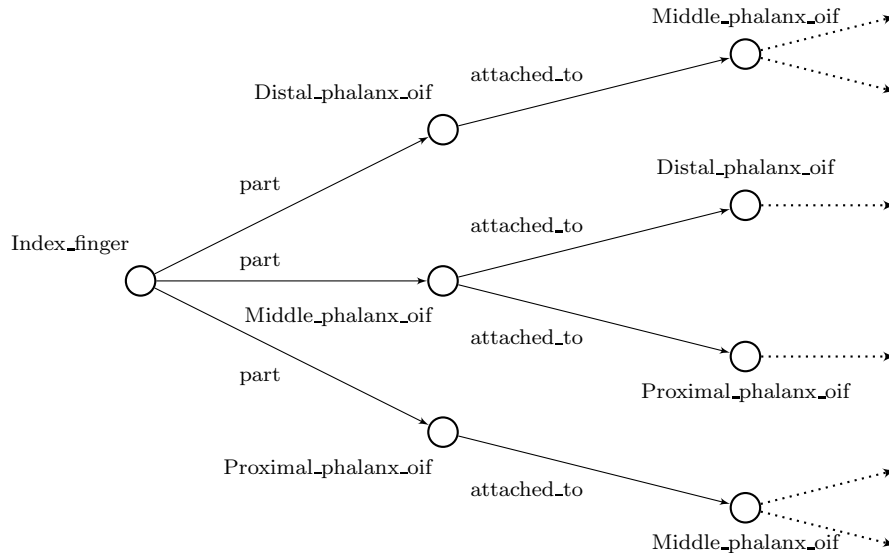 Middle_phalanx_oif
attached_to
Distal_phalanx_oif
Distal_phalanx_oif
part
attached_to
Index_finger
part
Middle_phalanx_oif
attached_to
part
Proximal_phalanx_oif
Proximal_phalanx_oif
attached_to
Middle_phalanx_oif